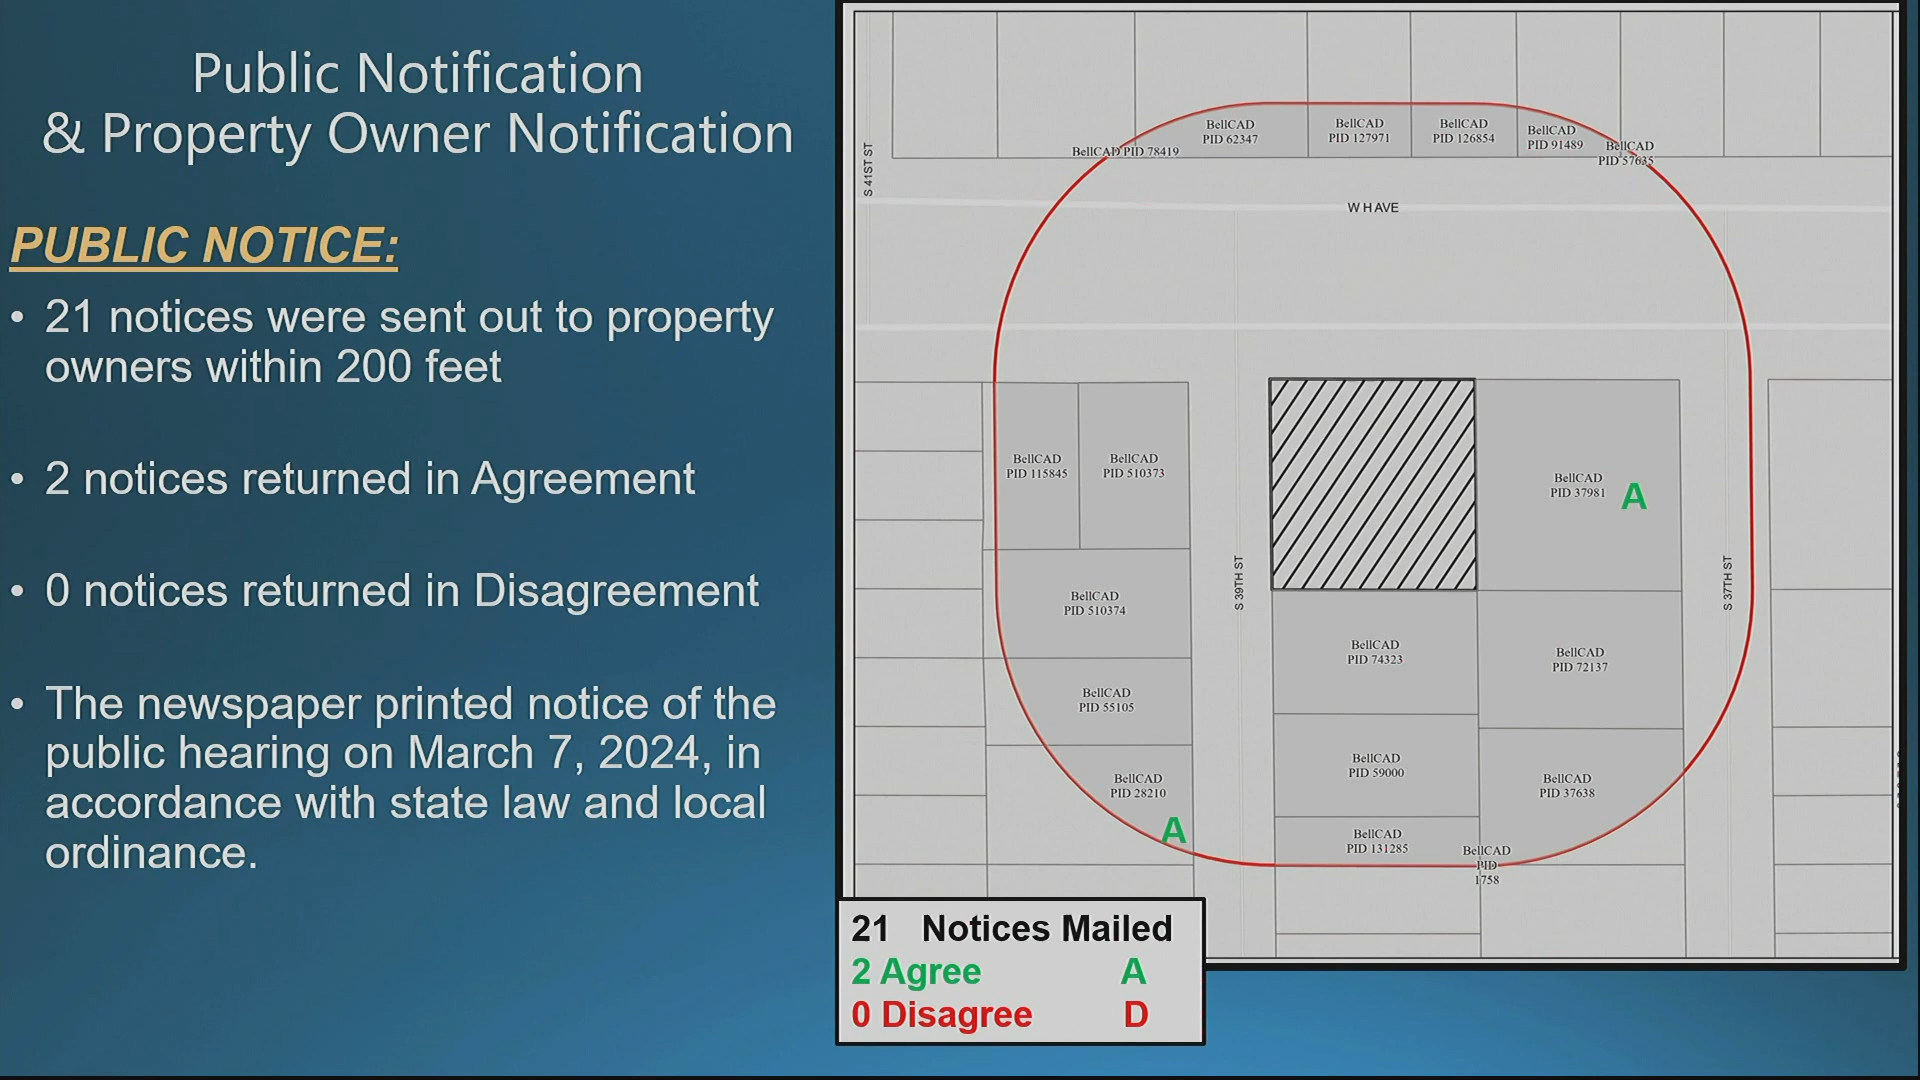 Public Notification
& Property Owner Notification
PUBLIC NOTICE:
• 21 notices were sent out to property
owners within 200 feet
• 2 notices returned in Agreement
• 0 notices returned in Disagreement
• The newspaper printed notice of the
public hearing on March 7, 2024, in
accordance with state law and local
ordinance.
S 41ST ST
BellCAD PID 78419
BellCAD
PID 62347
BellCAD
PID 127971
BellCAD
PID 126854
BellCAD
PID 91489
BellCAD
PID 57635
W H AVE
BellCAD
PID 115845
BellCAD
PID 510373
BellCAD
PID 37981
A
BellCAD
PID 510374
S 39TH ST
S 37TH ST
BellCAD
PID 74323
BellCAD
PID 72137
BellCAD
PID 55105
BellCAD
PID 59000
BellCAD
PID 28210
A
BellCAD
PID 37638
BellCAD
PID 131285
BellCAD
PID
1758
21 Notices Mailed
2 Agree A
0 Disagree D